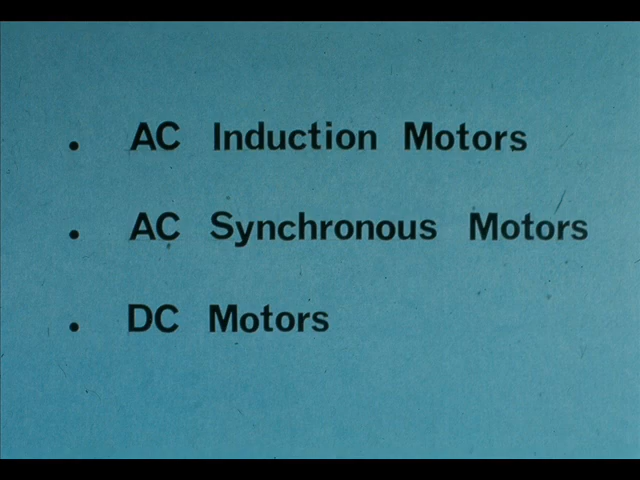 . AC Induction Motors
. AC Synchronous Motors
. DC Motors